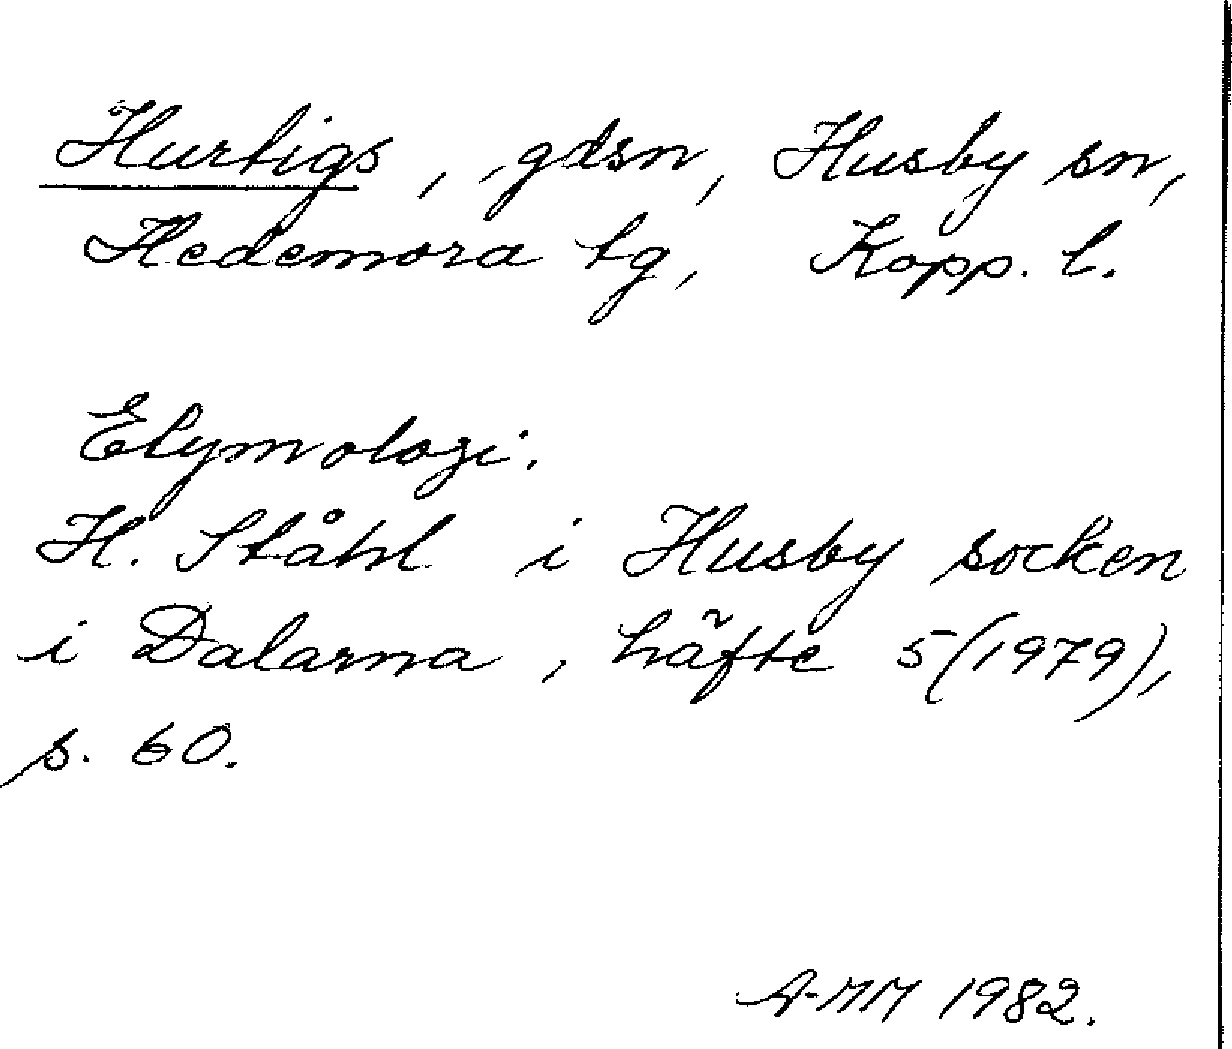 Hurtigs, gdsn, Husby sn,
Hedemora tg, Kopp. l.
Etymologi.
H. Ståhl i Husby socken
i Dalarna, häfte 5 (1979),
s. 60.
A-MM 1982.